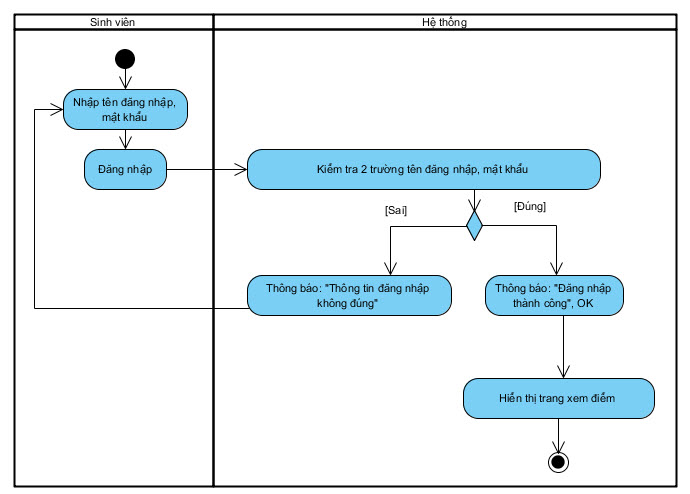 Sinh viên
Hệ thống
Nhập tên đăng nhập,
mật khẩu
Đăng nhập
Kiểm tra 2 trường tên đăng nhập, mật khẩu
[Sai]
[Đúng]
Thông báo: "Thông tin đăng nhập
không đúng"
Thông báo: "Đăng nhập
thành công", OK
Hiển thị trang xem điểm